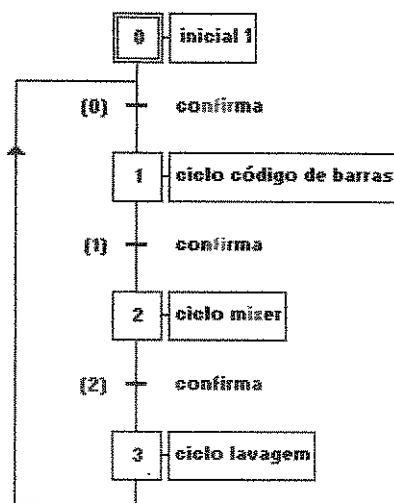 0 inicial 1
(0) confirma
1 ciclo código de barras
(1) confirma
2 ciclo mixer
(2) confirma
3 ciclo lavagem